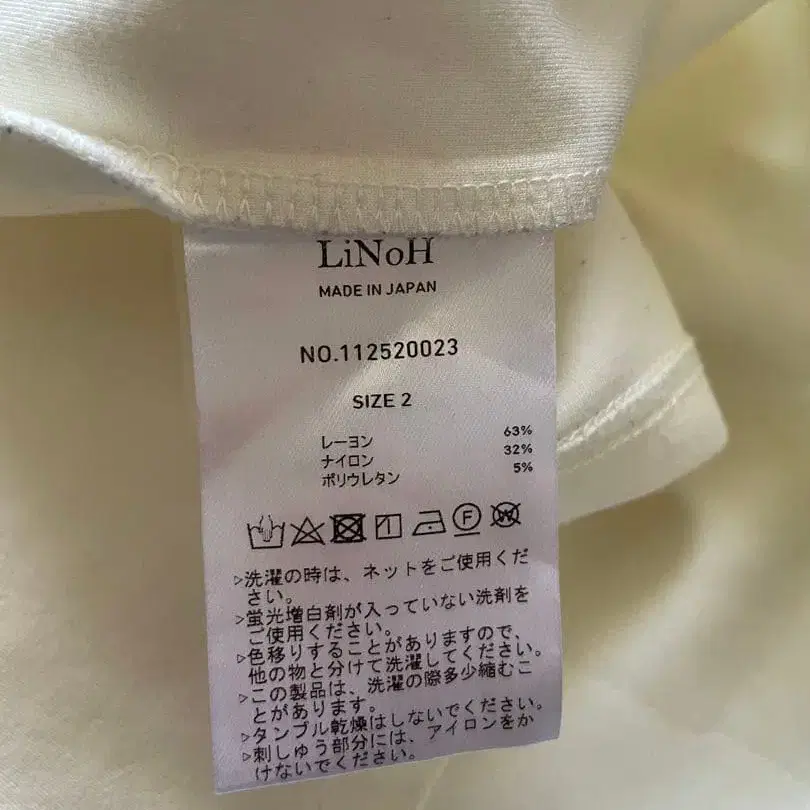 LiNoH
MADE IN JAPAN
NO.112520023
SIZE 2
レーヨン 63%
ナイロン 32%
ポリウレタン 5%
F
W
▷洗濯の時は、ネットをご使用くだ
さい。
▷蛍光増白剤が入っていない洗剤を
ご使用ください。
▷色移りすることがありますので、
他の物と分けて洗濯してください。
▷この製品は、洗濯の際多少縮むこ
とがあります。
▷タンブル乾燥はしないでください。
▷刺しゅう部分には、アイロンをか
けないでください。